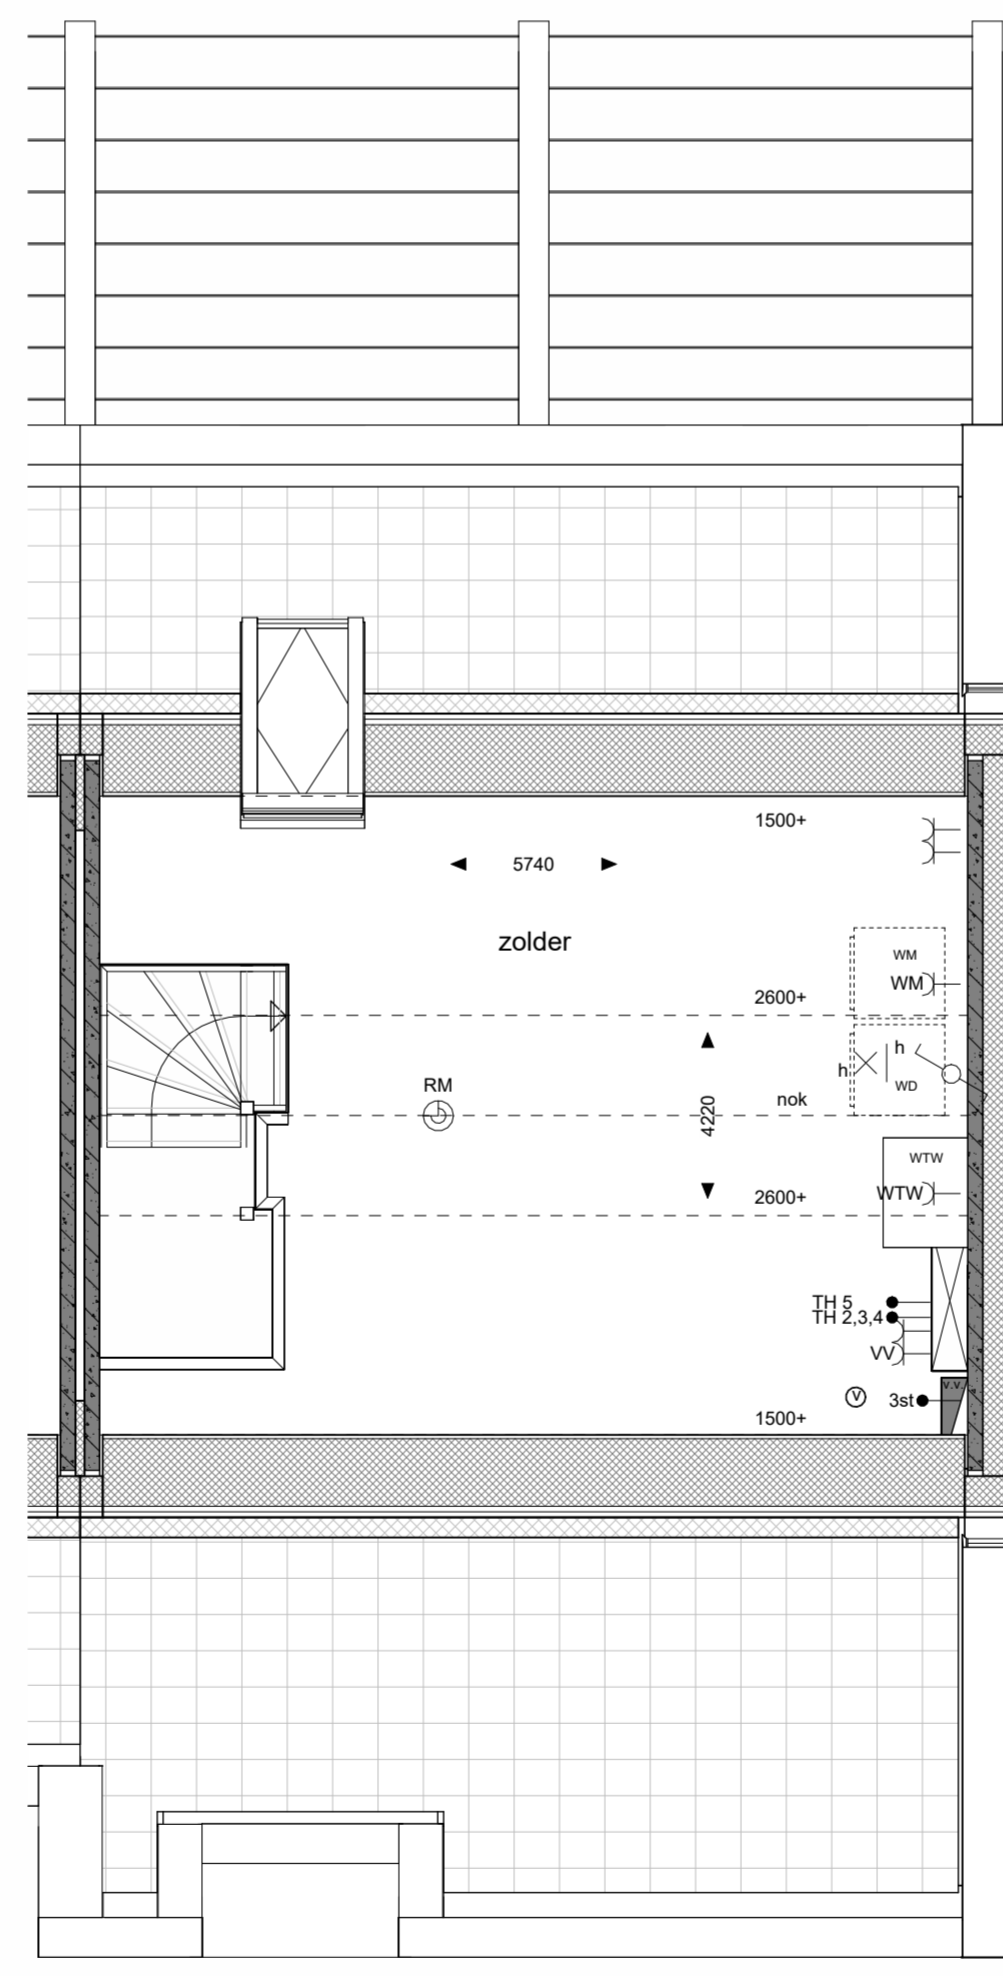 1500+
5740
zolder
WM
WM
2600+
h
h
WD
RM
nok
4220
WTW
WTW
2600+
TH 5
TH 2,3,4
VV
v.v.
V
3st
1500+